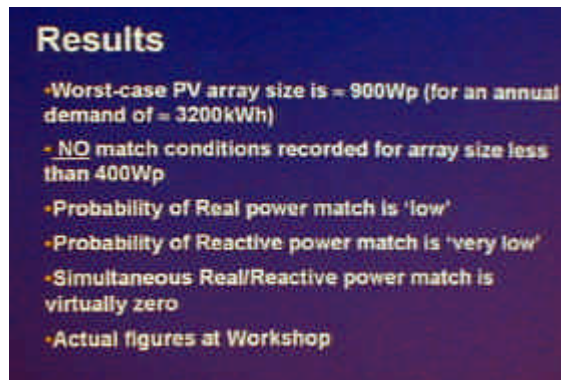 Results
•Worst-case PV array size is ≈ 900Wp (for an annual
demand of ≈ 3200kWh)
• NO match conditions recorded for array size less
than 400Wp
•Probability of Real power match is ‘low’
•Probability of Reactive power match is ‘very low’
•Simultaneous Real/Reactive power match is
virtually zero
•Actual figures at Workshop